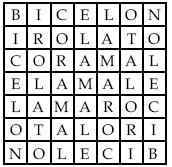 B I C E L O N
I R O L A T O
C O R A M A L
E L A M A L E
L A M A R O C
O T A L O R I
N O L E C I B